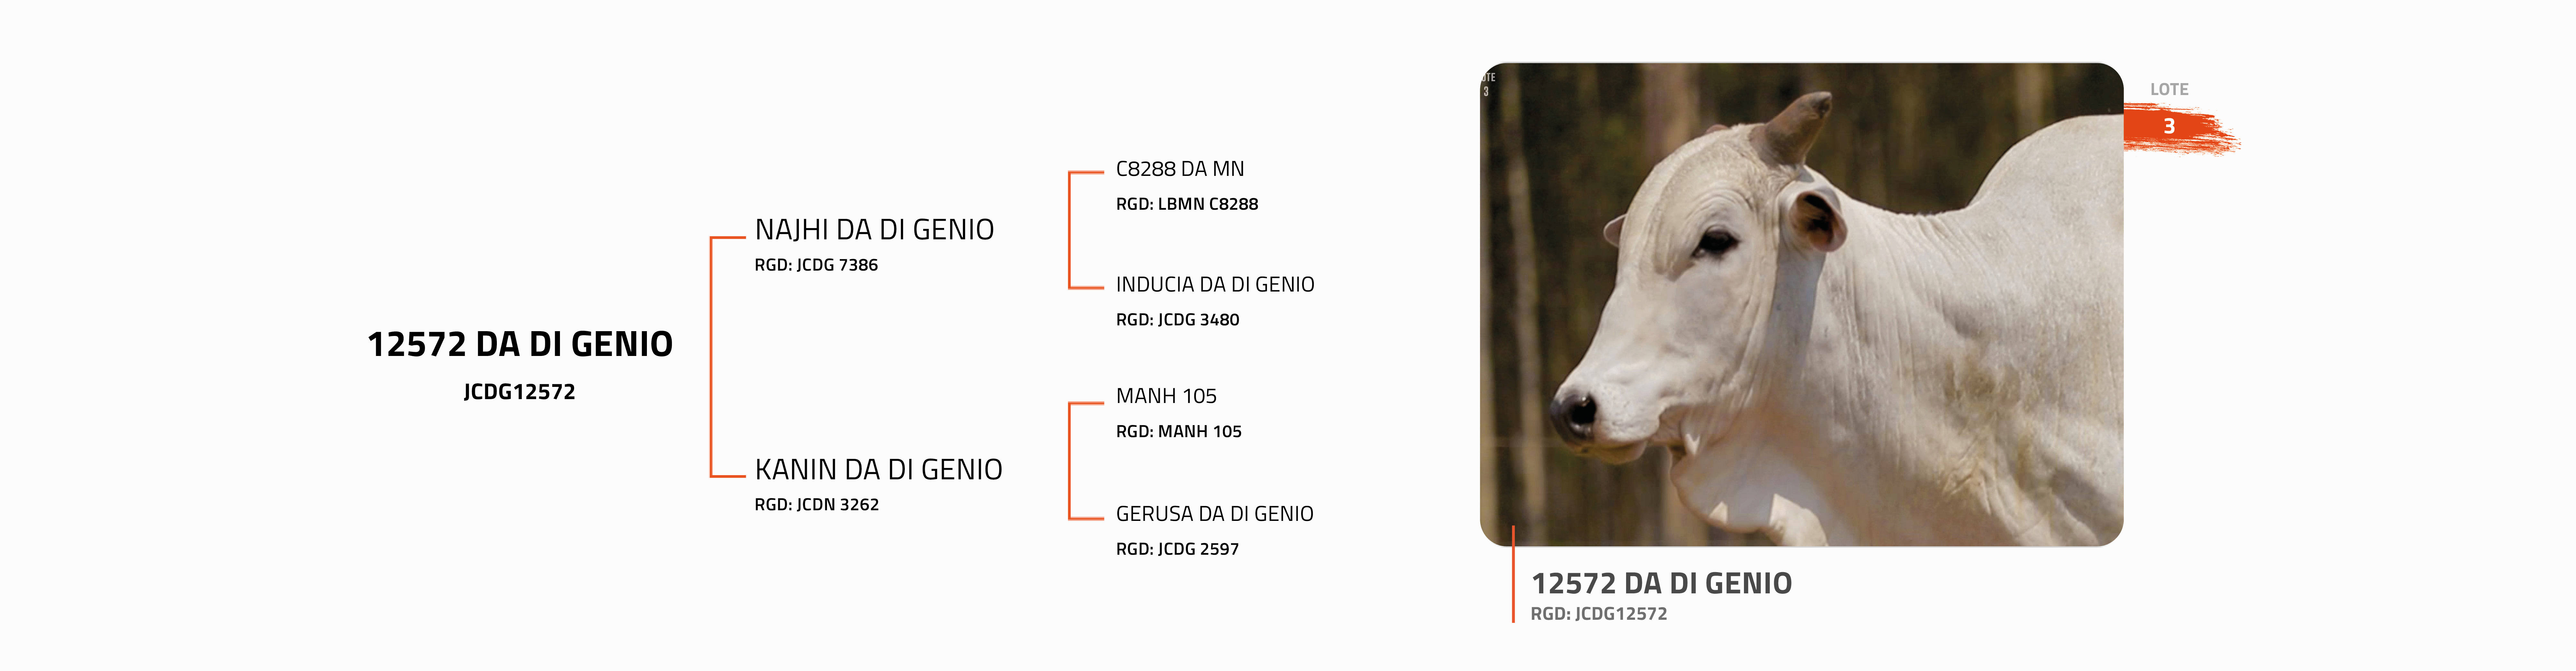 12572 DA DI GENIO
JCDG12572
NAJHI DA DI GENIO
RGD: JCDG 7386
KANIN DA DI GENIO
RGD: JCDN 3262
C8288 DA MN
RGD: LBMN C8288
INDUCIA DA DI GENIO
RGD: JCDG 3480
MANH 105
RGD: MANH 105
GERUSA DA DI GENIO
RGD: JCDG 2597
3
LOTE
3
12572 DA DI GENIO
RGD: JCDG12572